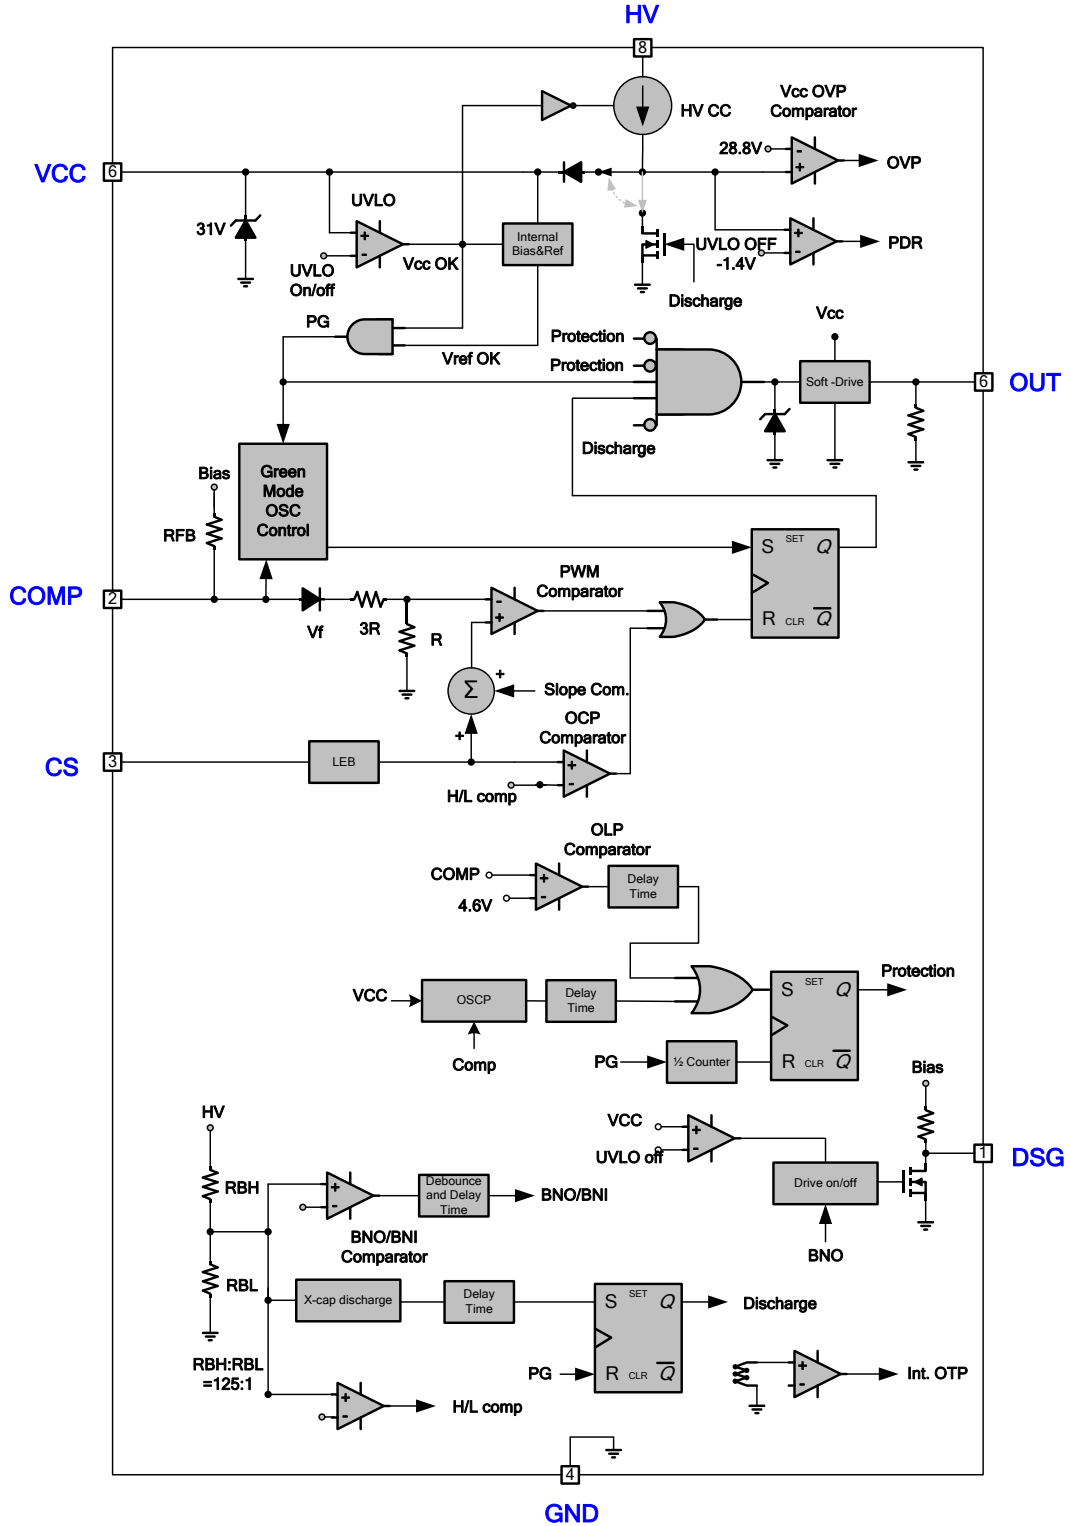 HV
8
HV CC
Vcc OVP
Comparator
28.8V
-
+
OVP
VCC
6
31V
UVLO
+
-
UVLO
On/off
Vcc OK
Internal
Bias&Ref
UVLO OFF
-1.4V
+
-
PDR
Discharge
PG
Vref OK
Protection
Protection
Discharge
Vcc
Soft -Drive
6
OUT
Bias
RFB
Green
Mode
OSC
Control
S
SET
Q
R
CLR
Q
COMP
2
Vf
3R
R
PWM
Comparator
-
+
Σ
+
+
Slope Com.
OCP
Comparator
CS
3
LEB
+
-
H/L comp
OLP
Comparator
COMP
4.6V
+
-
Delay
Time
VCC
OSCP
Comp
Delay
Time
S
SET
Q
R
CLR
Q
Protection
PG
½ Counter
Bias
HV
RBH
RBL
RBH:RBL
=125:1
+
-
BNO/BNI
Comparator
Debounce
and Delay
Time
BNO/BNI
VCC
UVLO off
+
-
Drive on/off
BNO
1
DSG
X-cap discharge
Delay
Time
S
SET
Q
R
CLR
Q
Discharge
PG
+
-
H/L comp
+
-
Int. OTP
4
GND